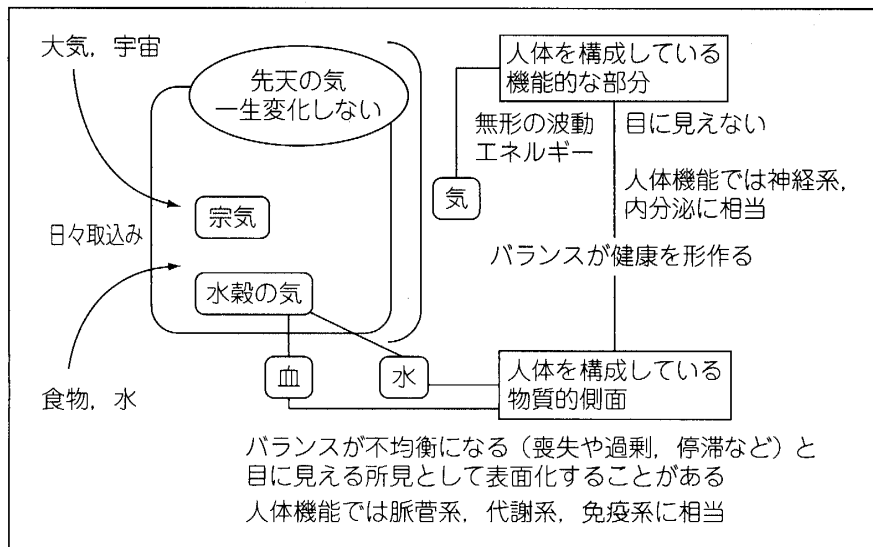 大気，宇宙
先天の気
一生変化しない
宗気
日々取込み
水穀の気
食物，水
血
水
気
人体を構成している
機能的な部分
無形の波動
エネルギー
目に見えない
人体機能では神経系，
内分泌に相当
バランスが健康を形作る
人体を構成している
物質的側面
バランスが不均衡になる（喪失や過剰，停滞など）と
目に見える所見として表面化することがある
人体機能では脈菅系，代謝系，免疫系に相当